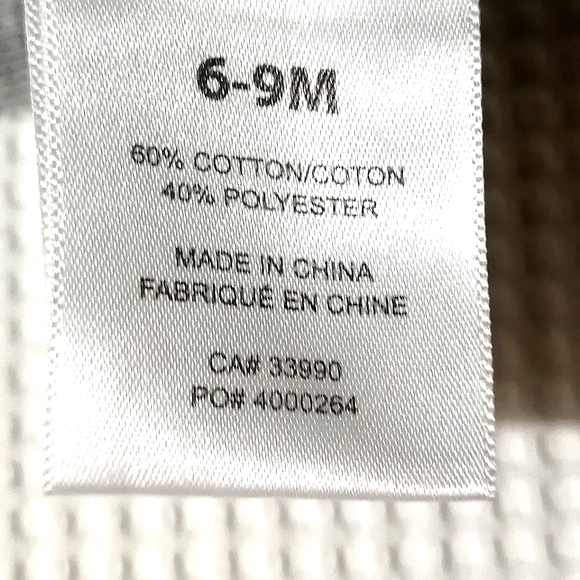 6-9M
60% COTTON/COTON
40% POLYESTER
MADE IN CHINA
FABRIQUÉ EN CHINE
CA# 33990
PO# 4000264